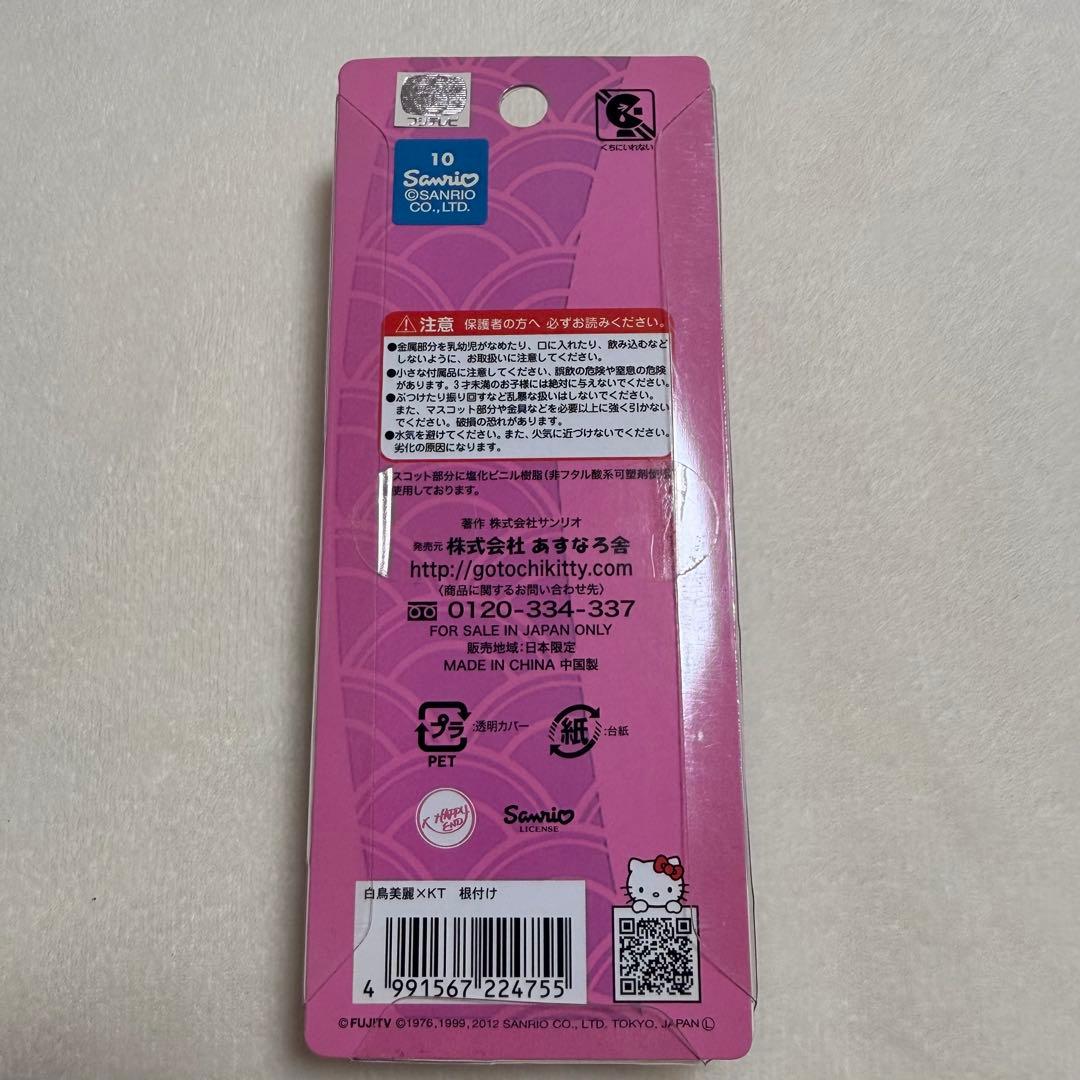 フジテレビ
10
Sanrio
©SANRIO
CO.,LTD.
くちにいれない
注意 保護者の方へ 必ずお読みください。
●金属部分を乳幼児がなめたり、口に入れたり、飲み込むなど
しないように、お取扱いに注意してください。
●小さな付属品に注意してください、誤飲の危険や窒息の危険
があります。3才未満のお子様には絶対に与えないでください。
●ぶつけたり振り回すなど乱暴な扱いはしないでください。
また、マスコット部分や金具などを必要以上に強く引かない
でください。破損の恐れがあります。
●水気を避けてください。また、火気に近づけないでください。
劣化の原因になります。
スコット部分に塩化ビニル樹脂(非フタル酸系可塑剤使用
使用しております。
著作 株式会社サンリオ
発売元 株式会社 あすなろ舎
http://gotochikitty.com
〈商品に関するお問い合わせ先〉
0120-334-337
FOR SALE IN JAPAN ONLY
販売地域:日本限定
MADE IN CHINA 中国製
プラ :透明カバー
PET
紙 :台紙
HAPPY
END
Sanrio
LICENSE
白鳥美麗×KT 根付け
4 991567 224755
©FUJITV ©1976,1999,2012 SANRIO CO., LTD. TOKYO, JAPAN Ⓛ